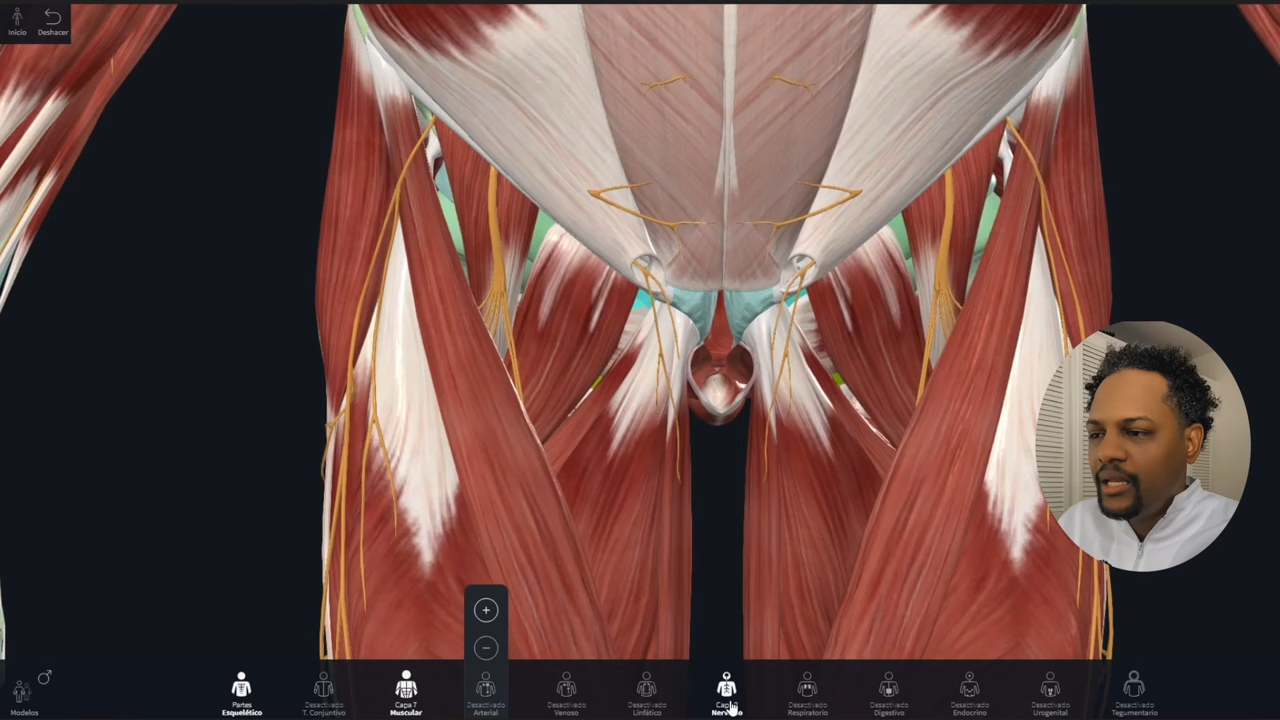 Inicio
Deshacer
Modelos
Partes
Esquelético
Desactivado
T. Conjuntivo
Capa 7
Muscular
Desactivado
Arterial
Desactivado
Venoso
Desactivado
Linfático
Desactivado
Respiratorio
Desactivado
Digestivo
Desactivado
Endocrino
Desactivado
Urogenital
Desactivado
Tegumentario